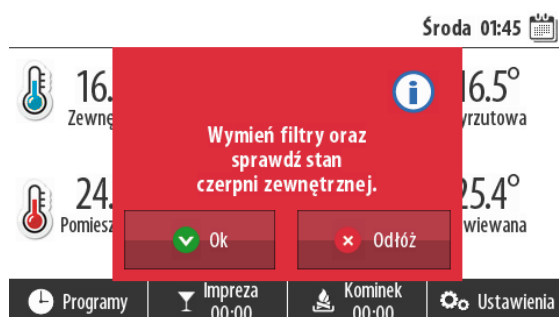 Środa 01:45
16.
Zewnę
16.5°
yrzutowa
Wymień filtry oraz
sprawdź stan
czerpni zewnętrznej.
24.
Pomiesz
25.4°
wiewana
Ok
Odłóż
Programy
Impreza
00:00
Kominek
00:00
Ustawienia